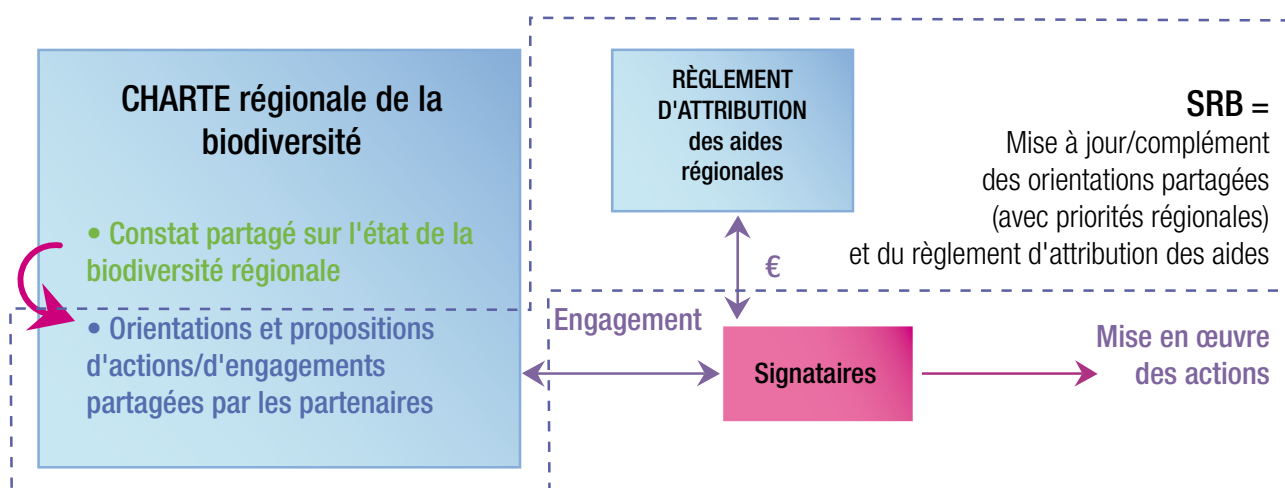 CHARTE régionale de la
biodiversité
• Constat partagé sur l'état de la
biodiversité régionale
• Orientations et propositions
d'actions/d'engagements
partagées par les partenaires
RÈGLEMENT
D'ATTRIBUTION
des aides
régionales
€
Engagement
Signataires
SRB =
Mise à jour/complément
des orientations partagées
(avec priorités régionales)
et du règlement d'attribution des aides
Mise en œuvre
des actions